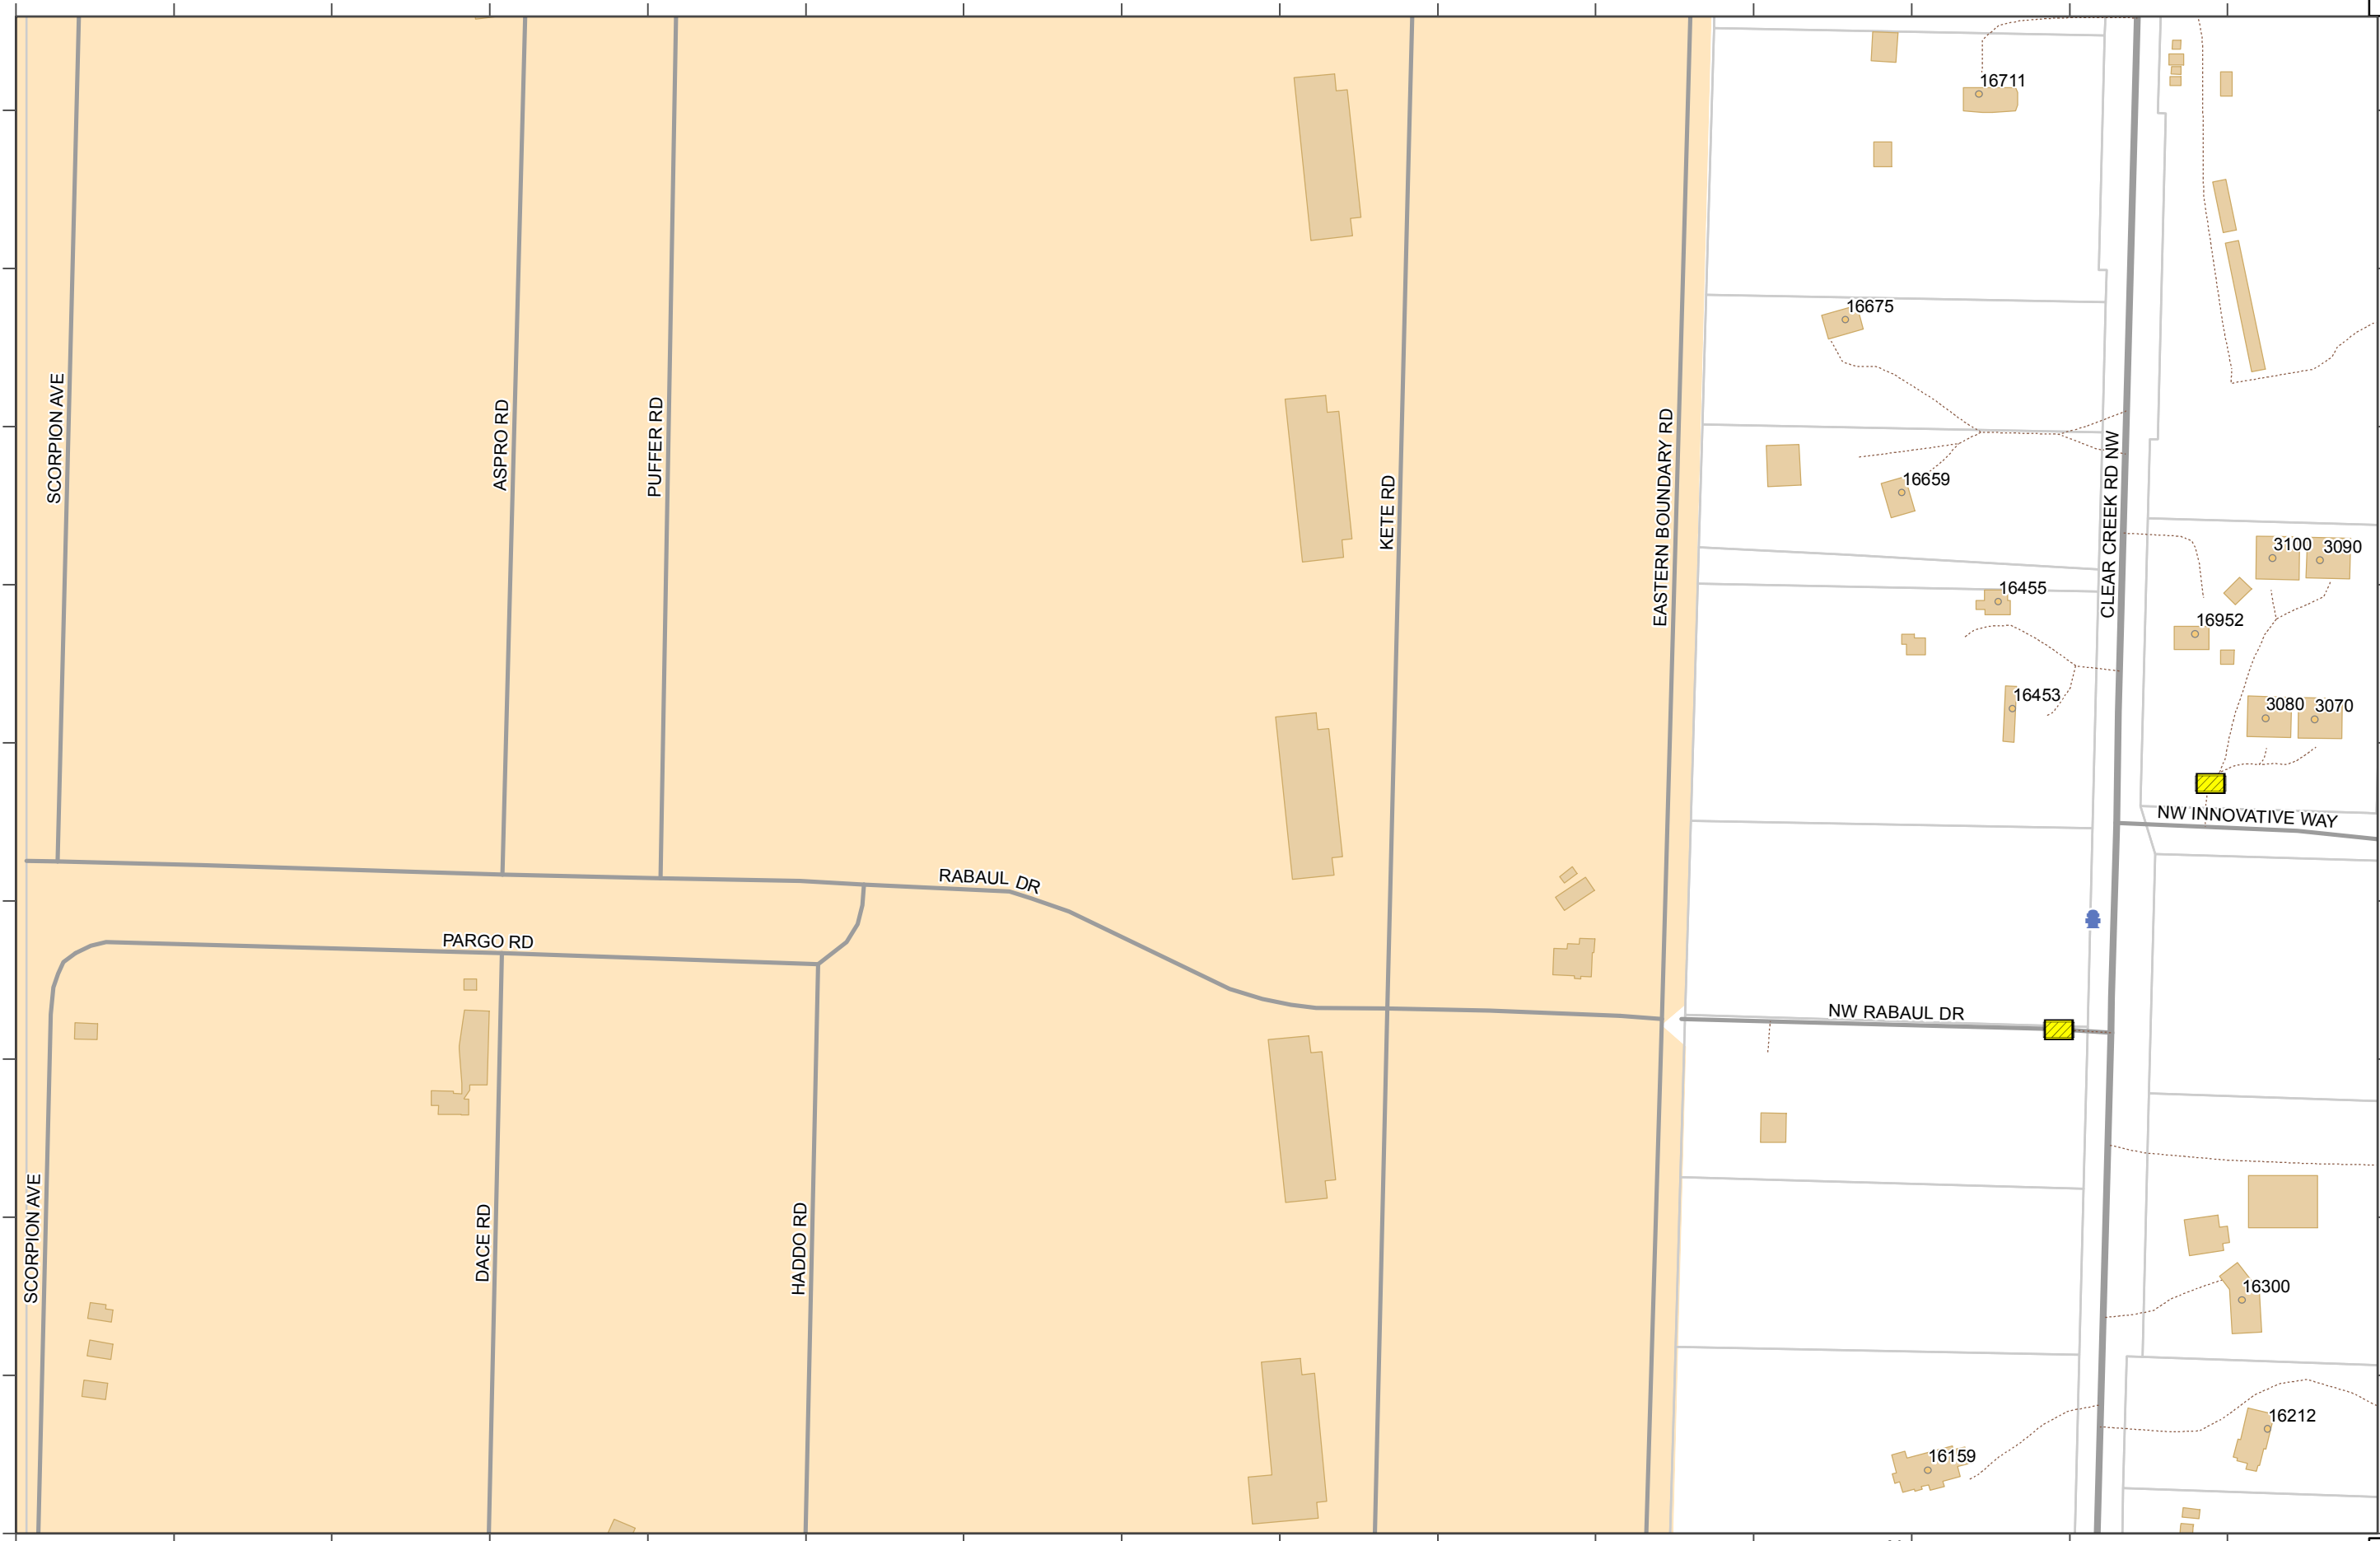 16711
16675
SCORPION AVE
ASPRO RD
PUFFER RD
KETE RD
EASTERN BOUNDARY RD
CLEAR CREEK RD NW
16659
3100
3090
16455
16952
16453
3080
3070
NW INNOVATIVE WAY
RABAUL DR
PARGO RD
NW RABAUL DR
SCORPION AVE
DACE RD
HADDO RD
16300
16212
16159